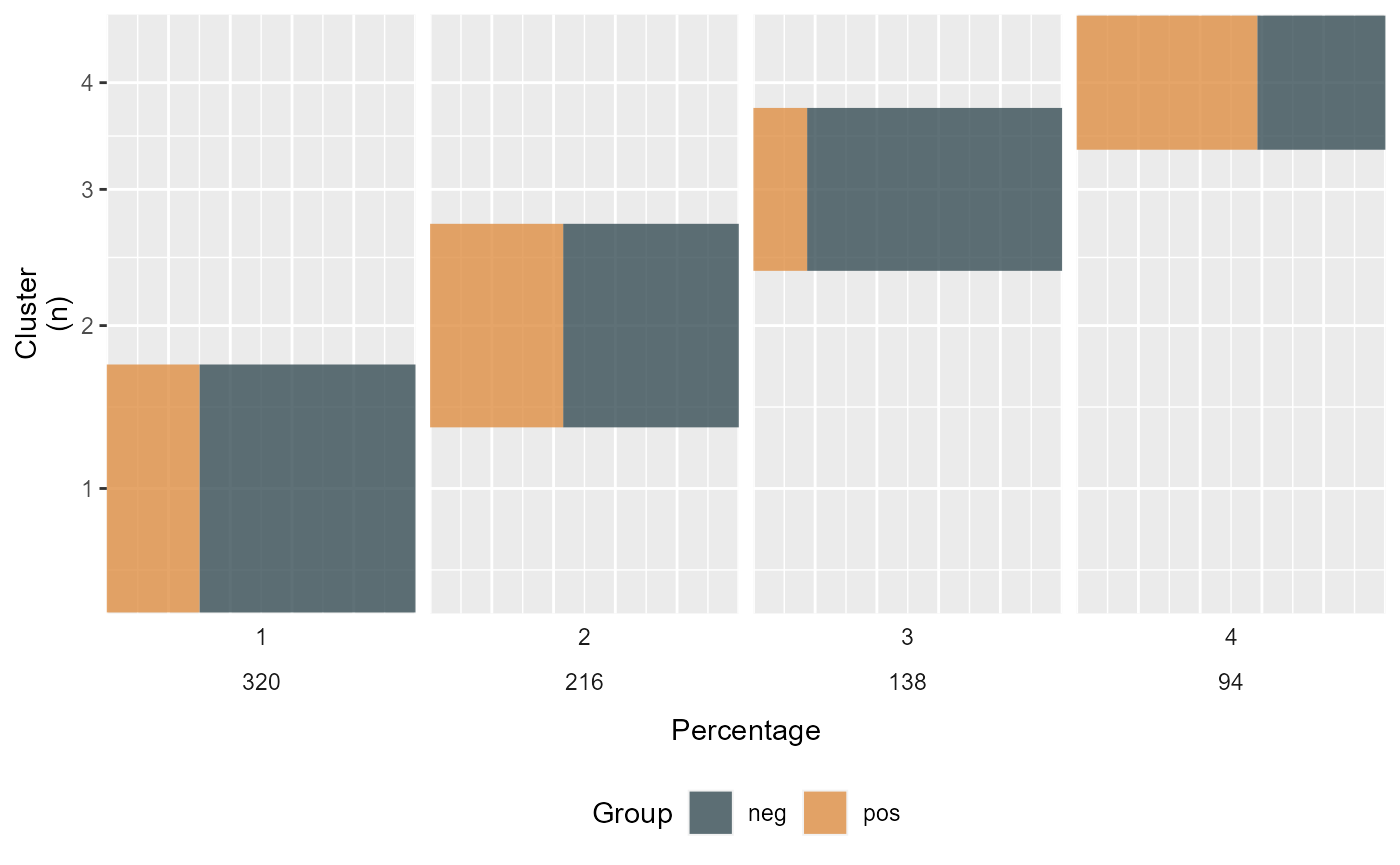 4
3
2
1
Cluster
(n)
1 2 3 4
320 216 138 94
Percentage
Group neg pos